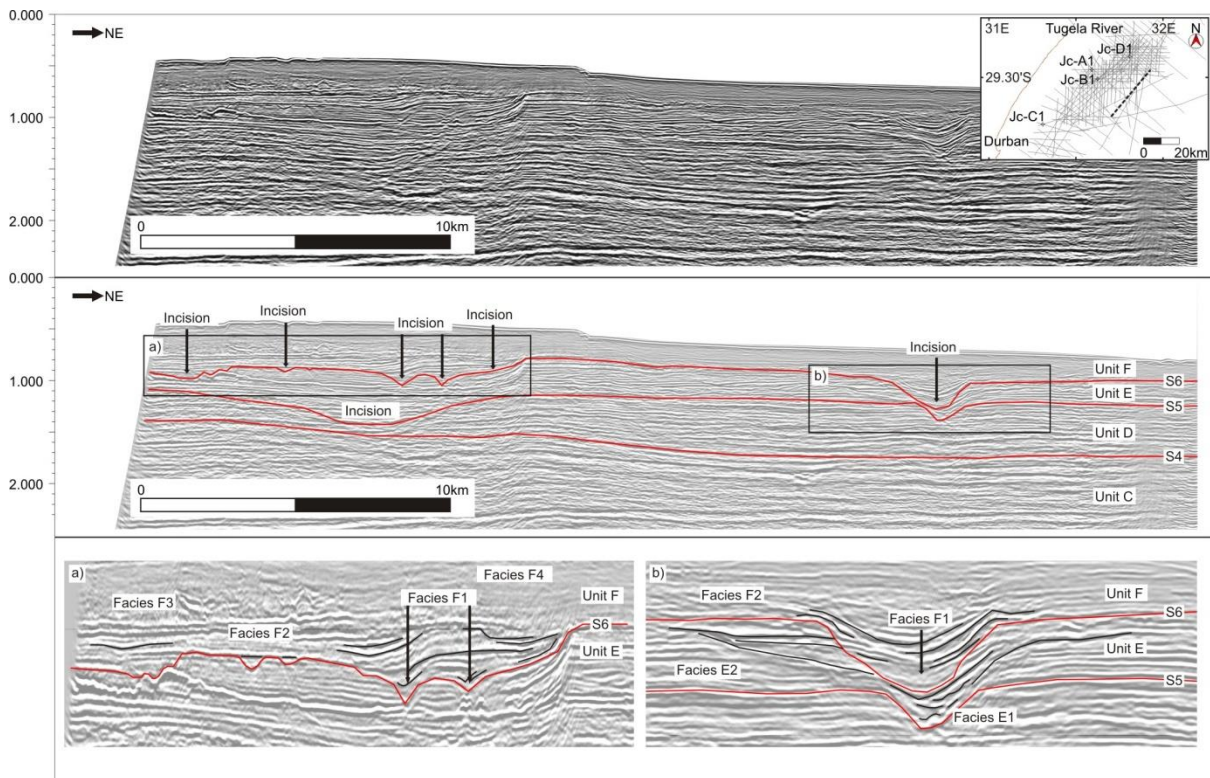 0.000
NE
1.000
2.000
0 10km
31E Tugela River 32E N
Jc-D1
Jc-A1
29.30'S Jc-B1
Jc-C1
Durban 0 20km
0.000
NE
Incision Incision Incision Incision
a)
Incision
b)
1.000
Incision
Unit F
S6
Unit E
S5
Unit D
S4
2.000
0 10km
Unit C
a)
Facies F4
Facies F3 Facies F1 Unit F
Facies F2 S6
Unit E
b)
Facies F2 Unit F
Facies F1 S6
Unit E
Facies E2
S5
Facies E1